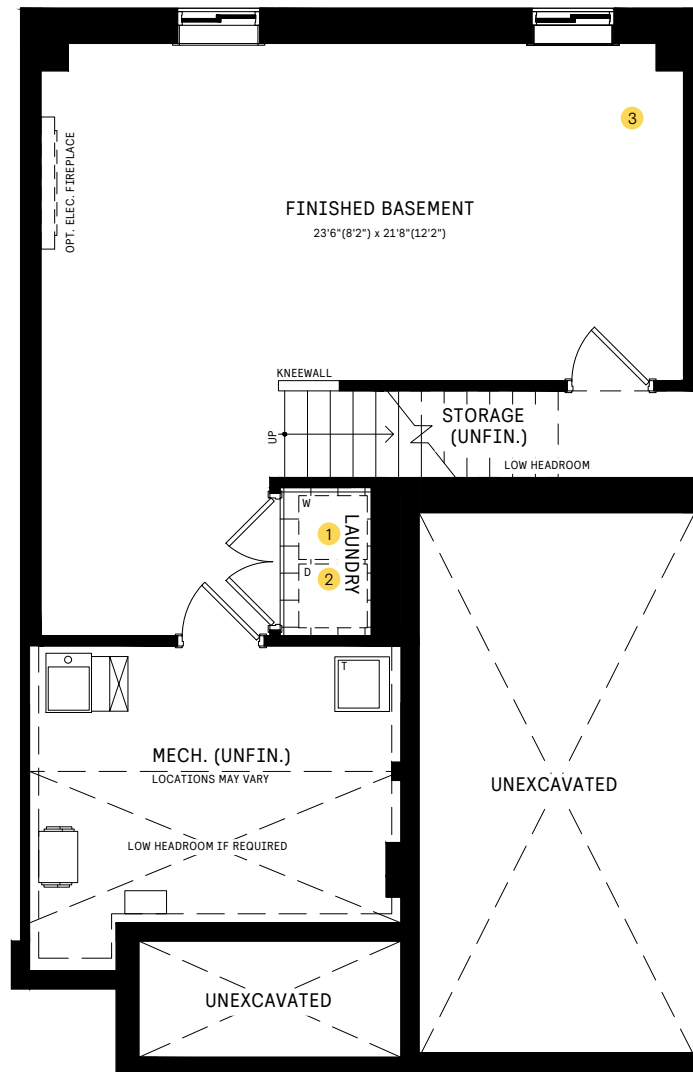 3
OPT. ELEC. FIREPLACE
FINISHED BASEMENT
23'6"(8'2") x 21'8"(12'2")
KNEEWALL
UP
STORAGE
(UNFIN.)
LOW HEADROOM
W
1
LAUNDRY
D
2
T
MECH. (UNFIN.)
LOCATIONS MAY VARY
UNEXCAVATED
LOW HEADROOM IF REQUIRED
UNEXCAVATED